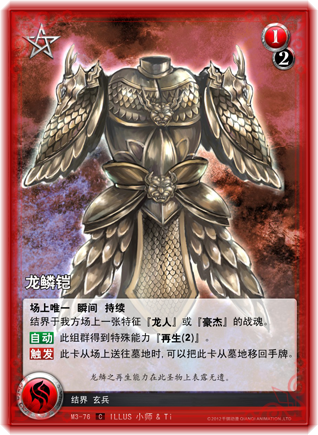 1
2
龙鳞铠
场上唯一 瞬间 持续
结界于我方场上一张特征『龙人』或『豪杰』的战魂。
自动 此组群得到特殊能力『再生(2)』。
触发 此卡从场上送往墓地时,可以把此卡从墓地移回手牌。
龙鳞之再生能力在此圣物上表露无遗。
结界 玄兵
M3-76 C ILLUS 小师 & Ti